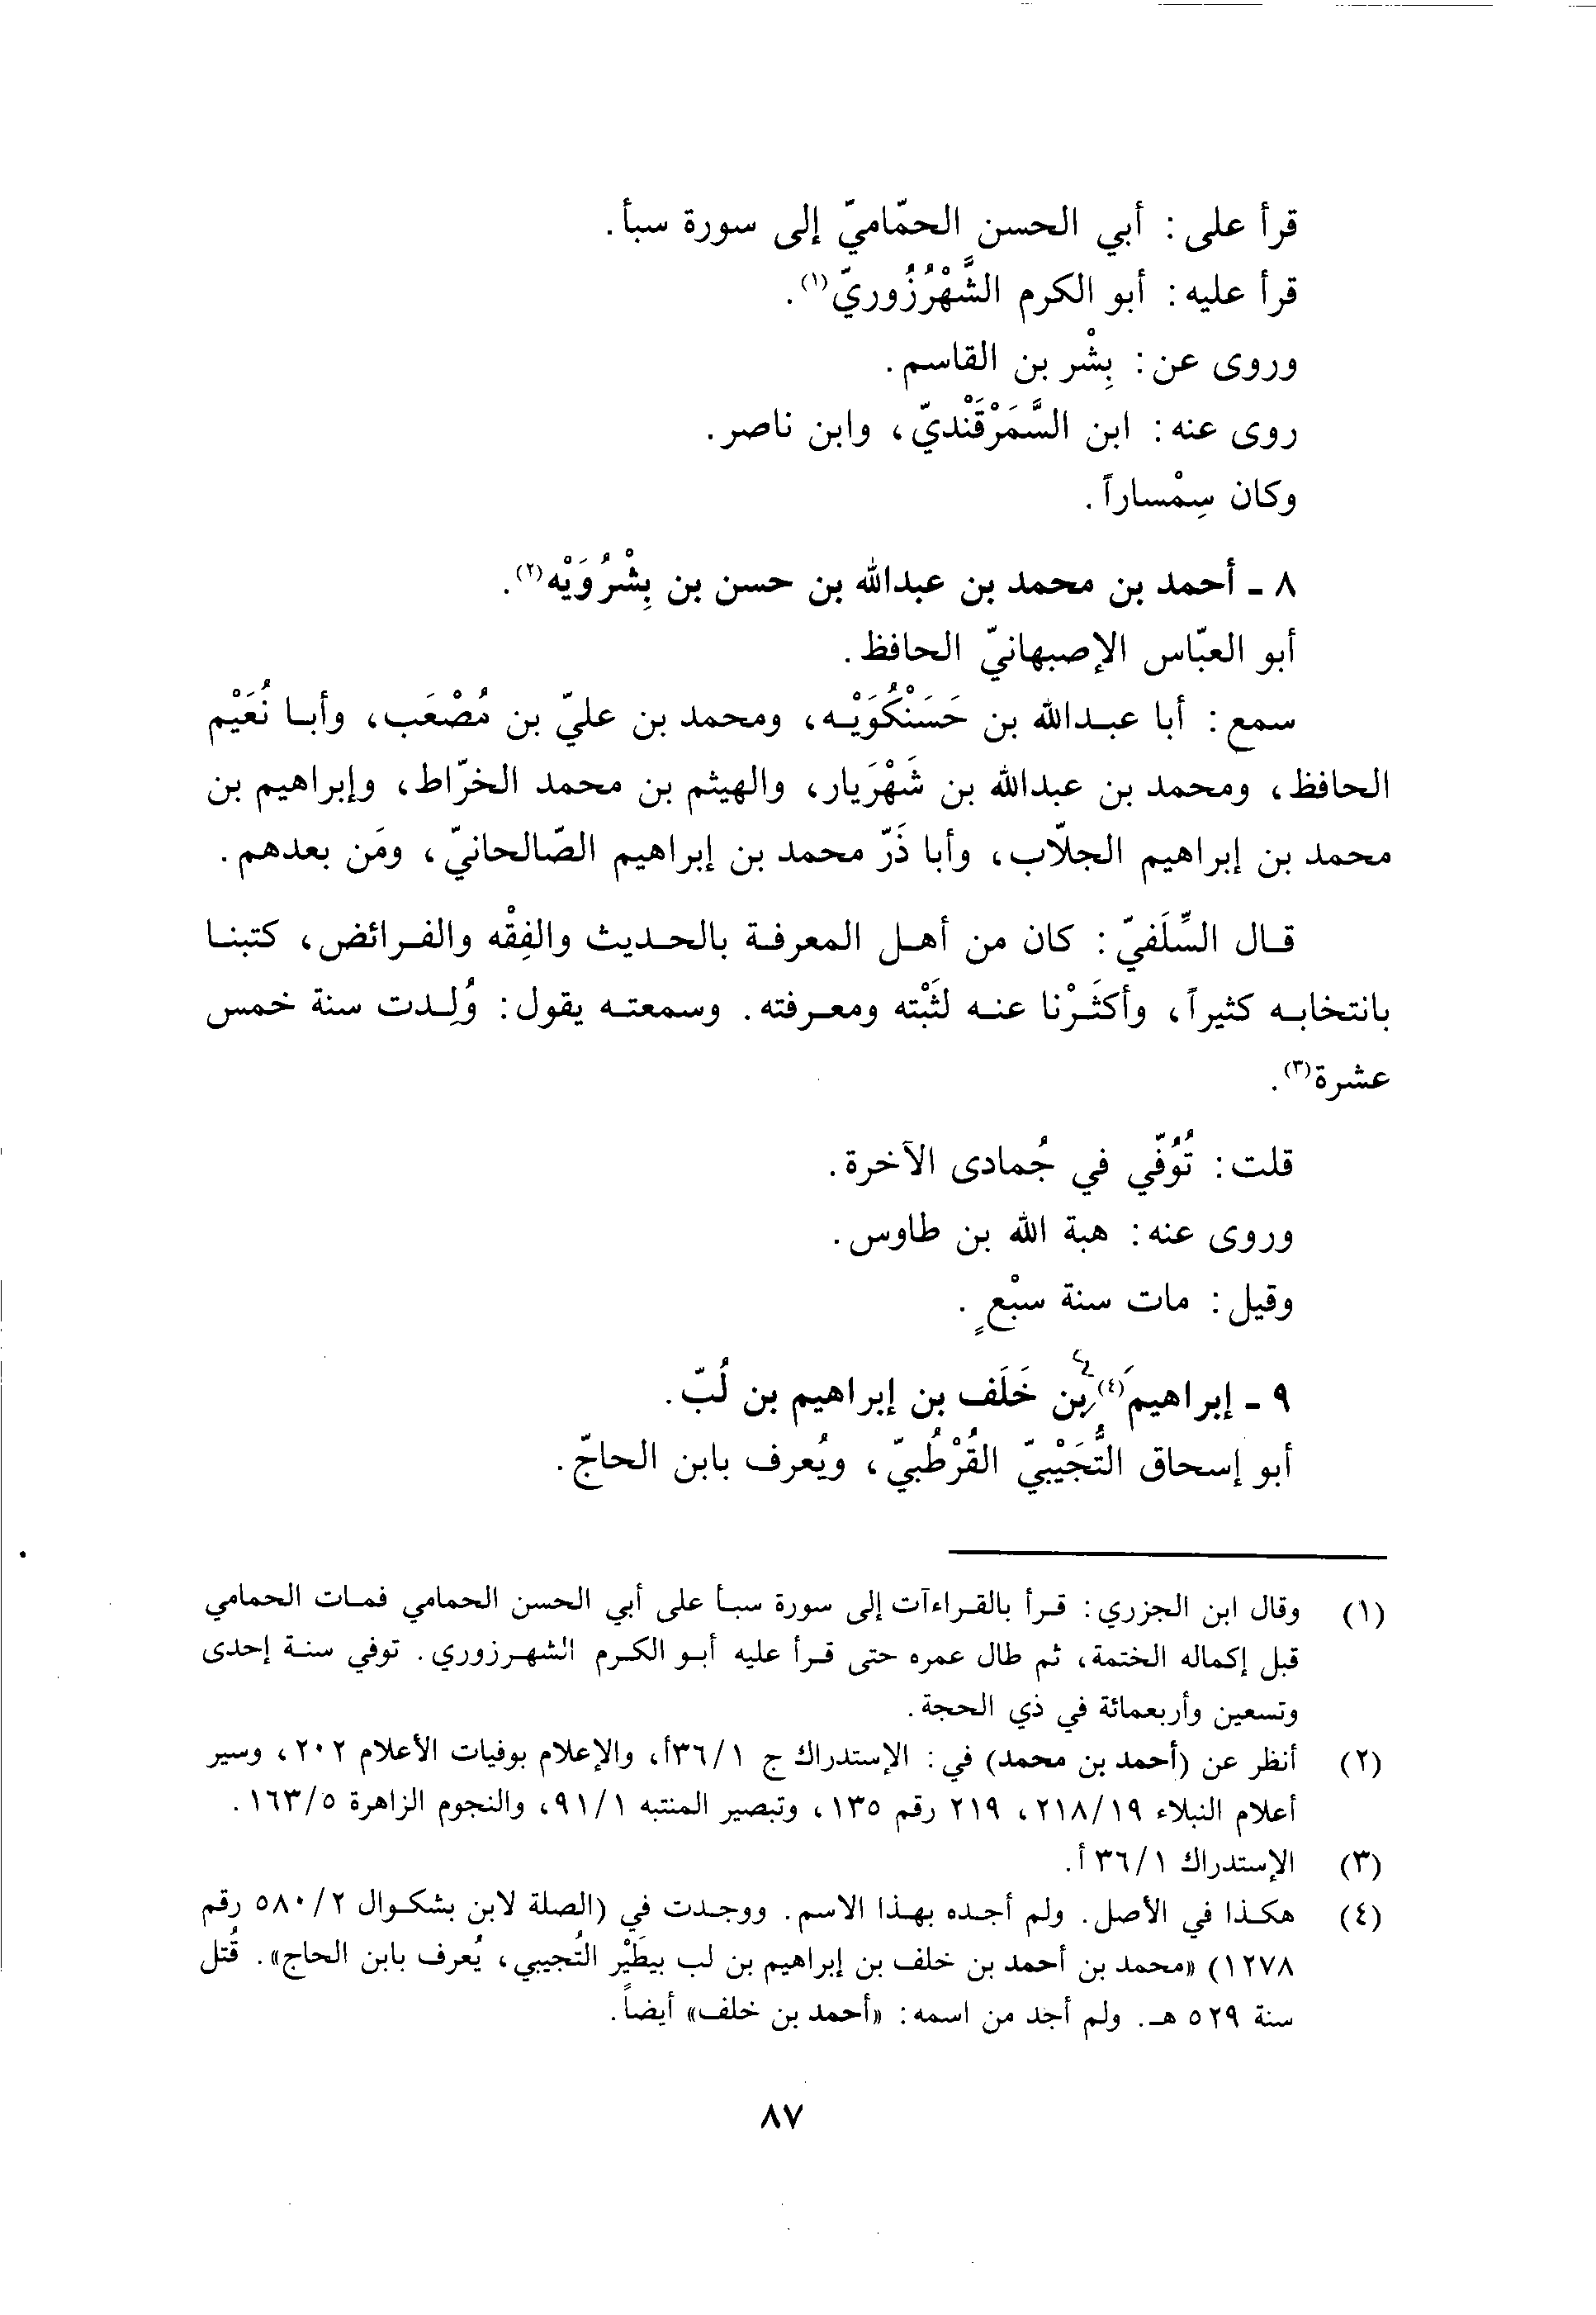 قرأ على : أبي الحسن الحمّاميّ إلى سورة سبأ.
قرأ عليه : أبو الكرم الشَّهْرُزُوريّ(١).
وروى عن : بِشْر بن القاسم.
روى عنه : ابن السَّمَرْقَنْديّ، وابن ناصر.
وكان سِمْساراً.
٨ - أحمد بن محمد بن عبدالله بن حسن بن بِشْرُوَيْه(٢).
أبو العبّاس الإصبهانيّ الحافظ.
سمع : أبا عبدالله بن حَسَنْكُوَيْه، ومحمد بن عليّ بن مُصْعَب، وأبا نُعَيْم
الحافظ، ومحمد بن عبدالله بن شَهْرَيار، والهيثم بن محمد الخرّاط، وإبراهيم بن
محمد بن إبراهيم الجلّاب، وأبا ذَرّ محمد بن إبراهيم الصّالحانيّ، ومَن بعدهم.
قال السِّلَفيّ : كان من أهل المعرفة بالحديث والفِقْه والفرائض، كتبنا
بانتخابه كثيراً، وأكثَرْنا عنه لثَبْته ومعرفته. وسمعته يقول : وُلِدت سنة خمس
عشرة(٣).
قلت : تُوُفّي في جُمادى الآخرة.
وروى عنه : هبة الله بن طاوس.
وقيل : مات سنة سبْعٍ.
٩ - إبراهيمَ(٤) بن خَلَف بن إبراهيم بن لُبّ.
أبو إسحاق التُّجَيْبيّ القُرْطُبيّ، ويُعرف بابن الحاجّ.
(١) وقال ابن الجزري : قرأ بالقراءآت إلى سورة سبأ على أبي الحسن الحمامي فمات الحمامي
قبل إكماله الختمة، ثم طال عمره حتى قرأ عليه أبو الكرم الشهرزوري. توفي سنة إحدى
وتسعين وأربعمائة في ذي الحجة.
(٢) أنظر عن (أحمد بن محمد) في : الإستدراك ج ٣٦/١أ، والإعلام بوفيات الأعلام ٢٠٢، وسير
أعلام النبلاء ٢١٨/١٩، ٢١٩ رقم ١٣٥، وتبصير المنتبه ٩١/١، والنجوم الزاهرة ١٦٣/٥.
(٣) الإستدراك ٣٦/١ أ.
(٤) هكذا في الأصل. ولم أجده بهذا الاسم. ووجدت في (الصلة لابن بشكوال ٥٨٠/٢ رقم
١٢٧٨) «محمد بن أحمد بن خلف بن إبراهيم بن لب بيطَيْر التُجيبي، يُعرف بابن الحاج». قُتل
سنة ٥٢٩ هـ. ولم أجد من اسمه : «أحمد بن خلف» أيضاً.
٨٧